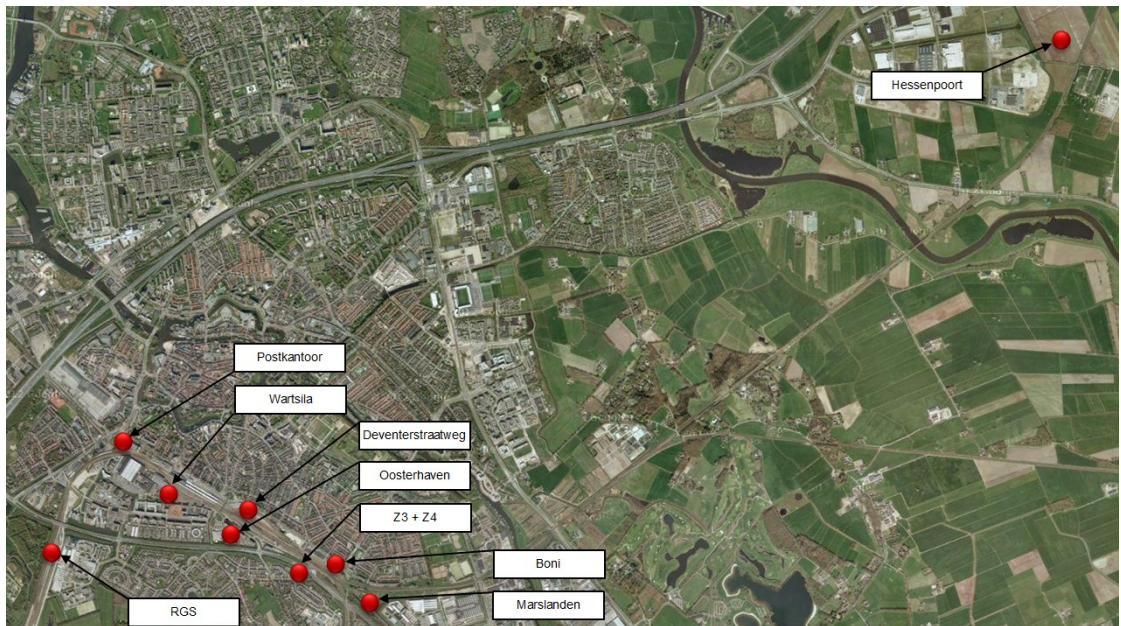 Hessenpoort
Postkantoor
Wartsila
Deventerstraatweg
Oosterhaven
Z3 + Z4
Boni
Marslanden
RGS